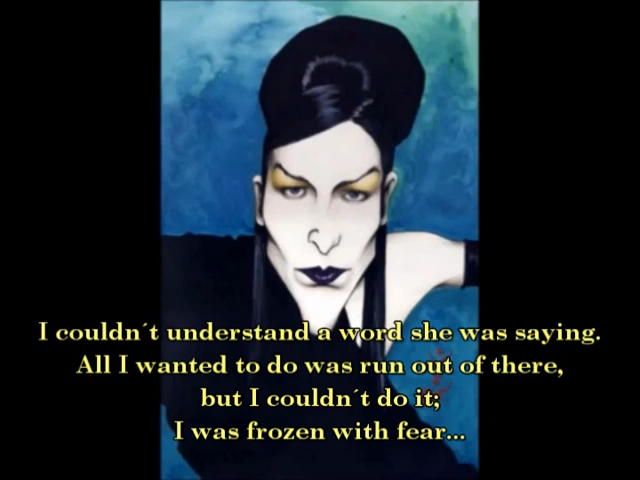 I couldn´t understand a word she was saying.
All I wanted to do was run out of there,
but I couldn´t do it;
I was frozen with fear...